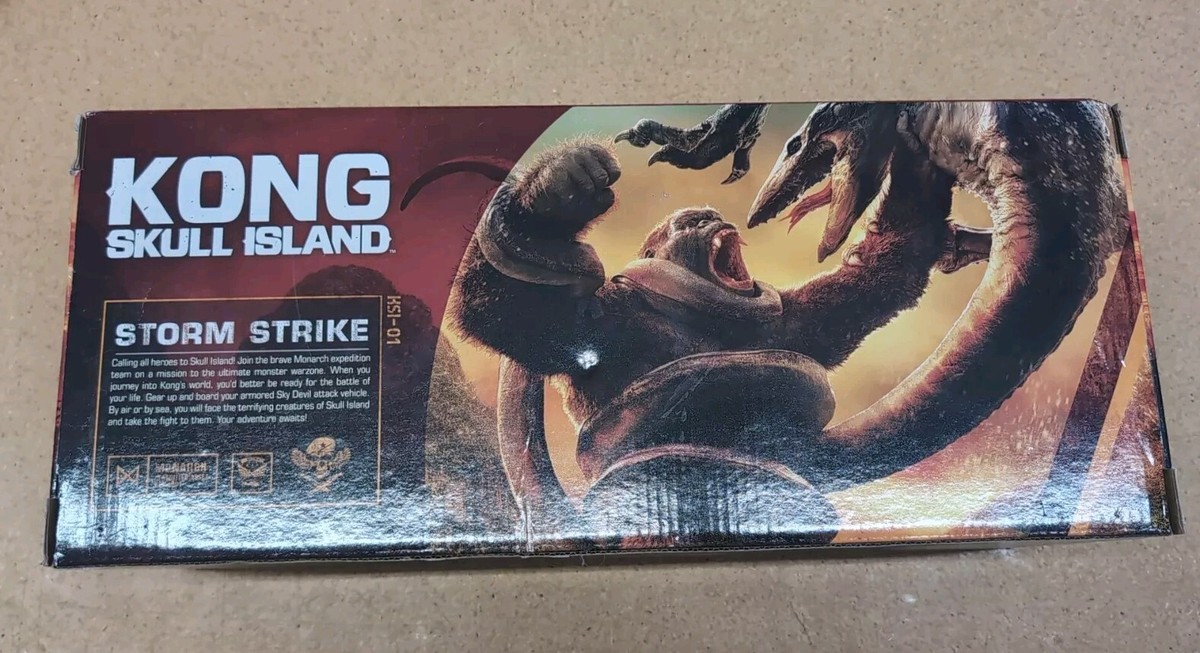 KONG
SKULL ISLAND
STORM STRIKE
KSI-01
Calling all heroes to Skull Island! Join the brave Monarch expedition
team on a mission to the ultimate monster warzone. When you
journey into Kong's world, you'd better be ready for the battle of
your life. Gear up and board your armored Sky Devil attack vehicle.
By air or by sea, you will face the terrifying creatures of Skull Island
and take the fight to them. Your adventure awaits!
MONARCH